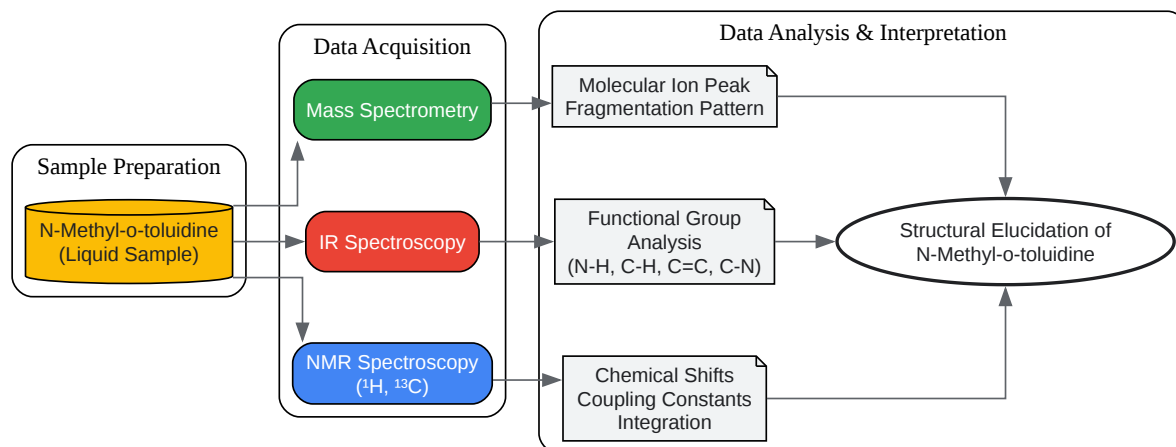 Sample Preparation
N-Methyl-o-toluidine
(Liquid Sample)
Data Acquisition
Mass Spectrometry
IR Spectroscopy
NMR Spectroscopy
(¹H, ¹³C)
Data Analysis & Interpretation
Molecular Ion Peak
Fragmentation Pattern
Functional Group
Analysis
(N-H, C-H, C=C, C-N)
Chemical Shifts
Coupling Constants
Integration
Structural Elucidation of
N-Methyl-o-toluidine